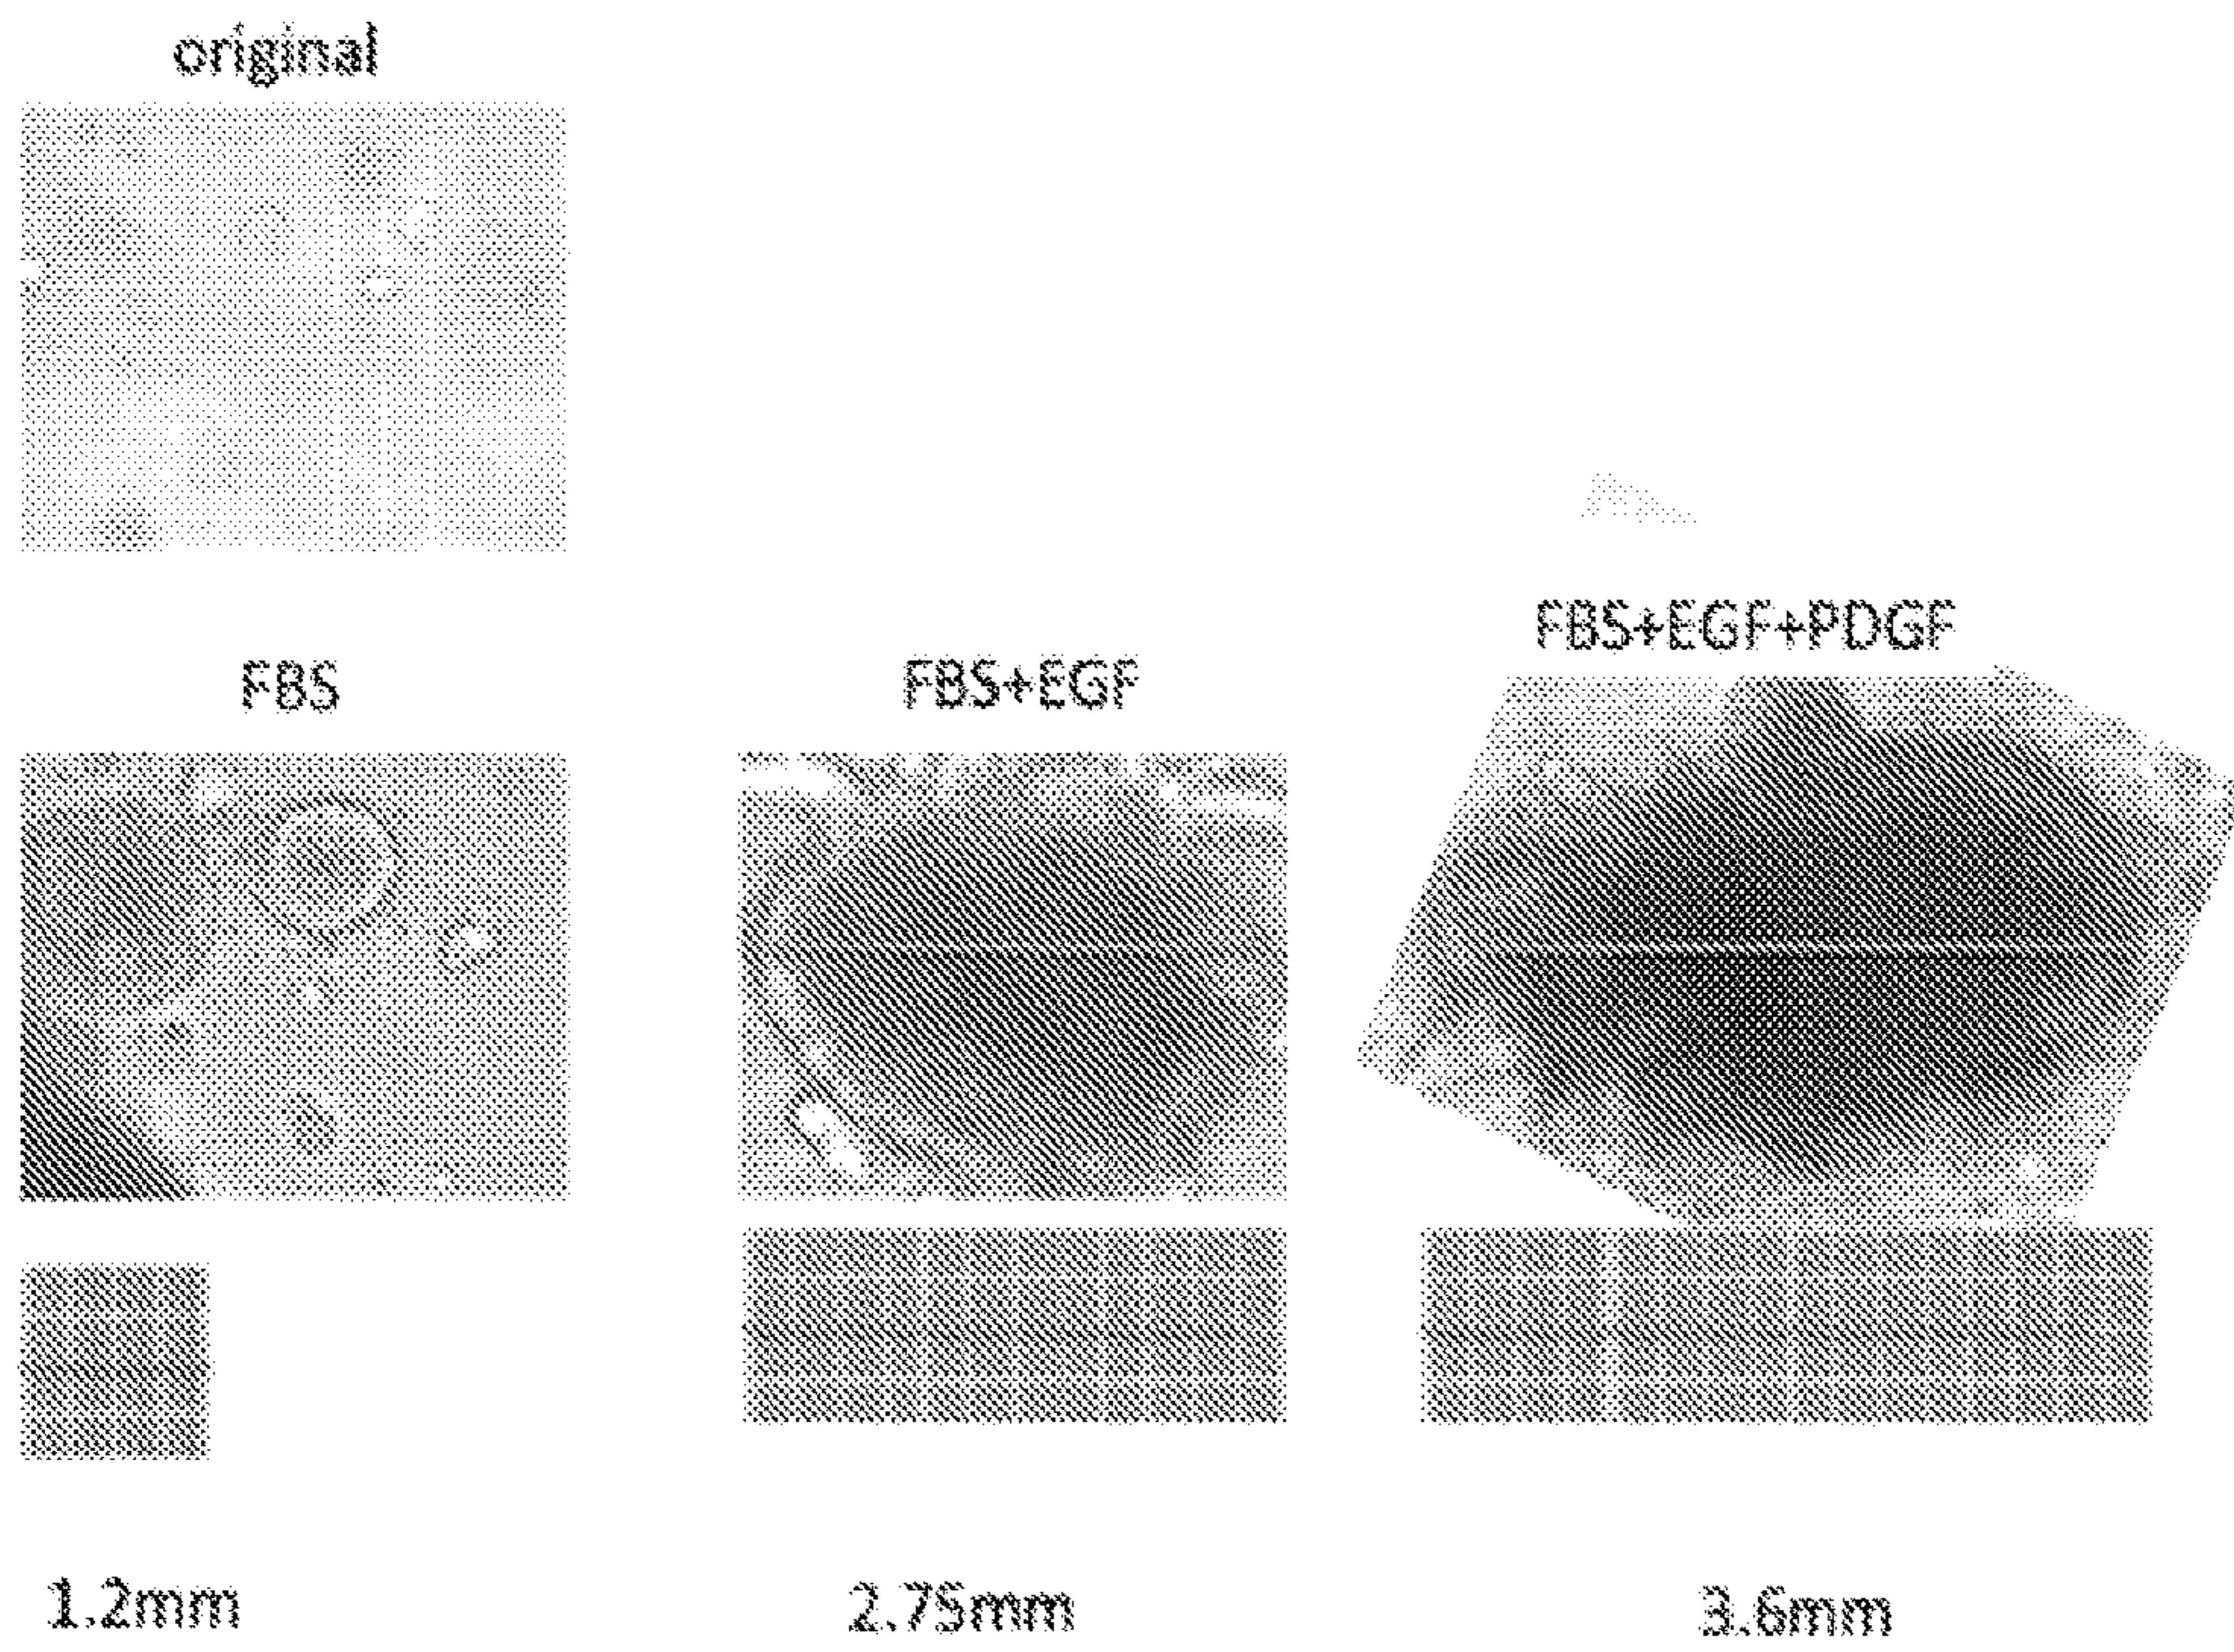 original
FBS
FBS+EGF
FBS+EGF+PDGF
1.2mm
2.75mm
3.6mm